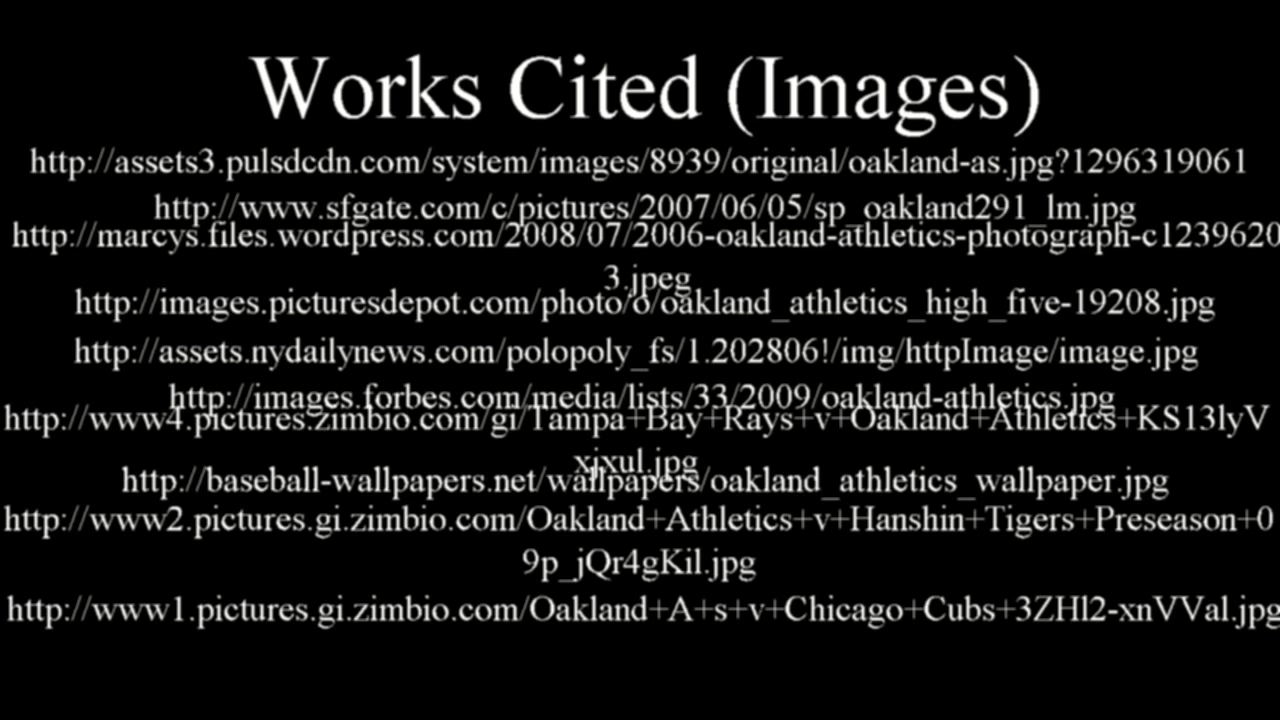 Works Cited (Images)
http://assets3.pulsdcdn.com/system/images/8939/original/oakland-as.jpg?1296319061
http://www.sfgate.com/c/pictures/2007/06/05/sp_oakland291_lm.jpg
http://marcys.files.wordpress.com/2008/07/2006-oakland-athletics-photograph-c1239620
3.jpeg
http://images.picturesdepot.com/photo/o/oakland_athletics_high_five-19208.jpg
http://assets.nydailynews.com/polopoly_fs/1.202806!/img/httpImage/image.jpg
http://images.forbes.com/media/lists/33/2009/oakland-athletics.jpg
http://www4.pictures.zimbio.com/gi/Tampa+Bay+Rays+v+Oakland+Athletics+KS13lyV
xjxul.jpg
http://baseball-wallpapers.net/wallpapers/oakland_athletics_wallpaper.jpg
http://www2.pictures.gi.zimbio.com/Oakland+Athletics+v+Hanshin+Tigers+Preseason+0
9p_jQr4gKil.jpg
http://www1.pictures.gi.zimbio.com/Oakland+A+s+v+Chicago+Cubs+3ZHl2-xnVVal.jpg